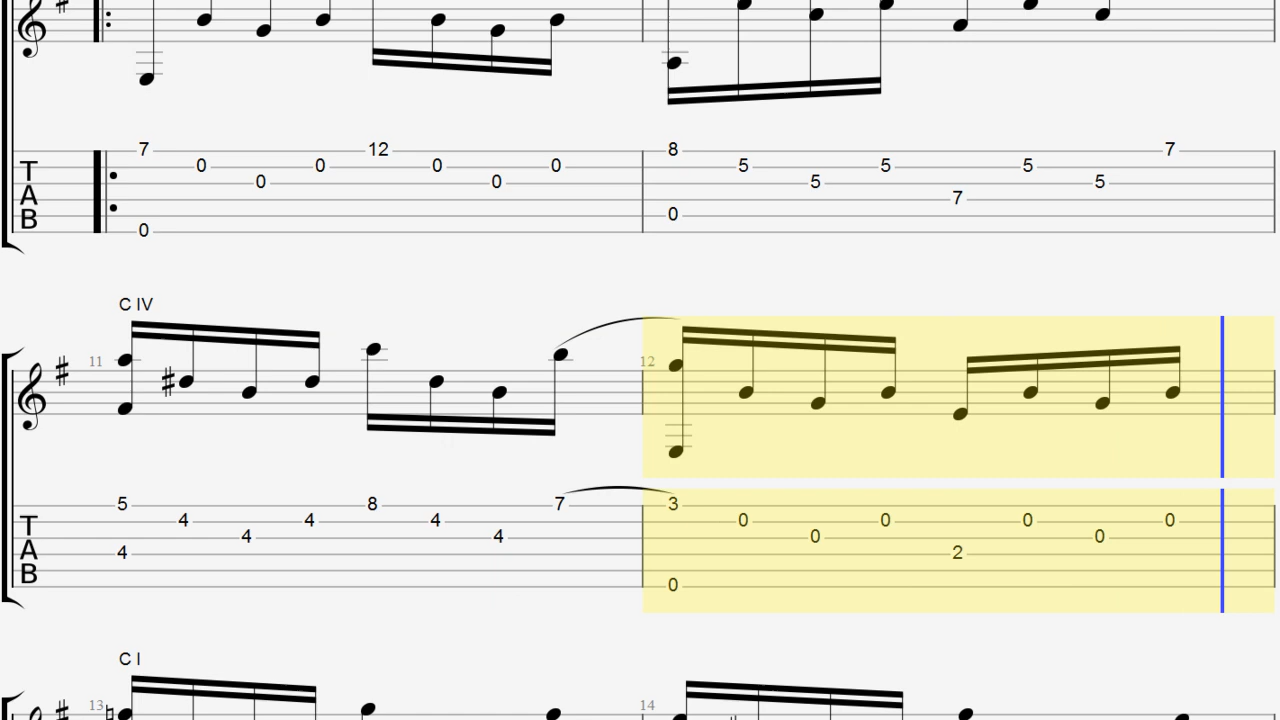 7 0 0 0 12 0 0 0 8 5 5 5 7 5 5 7
T
A
B
0 0
C IV
11 12
5 4 4 4 8 4 4 7 3 0 0 0 2 0 0 0
T
A
B
4 0
C I
13 14